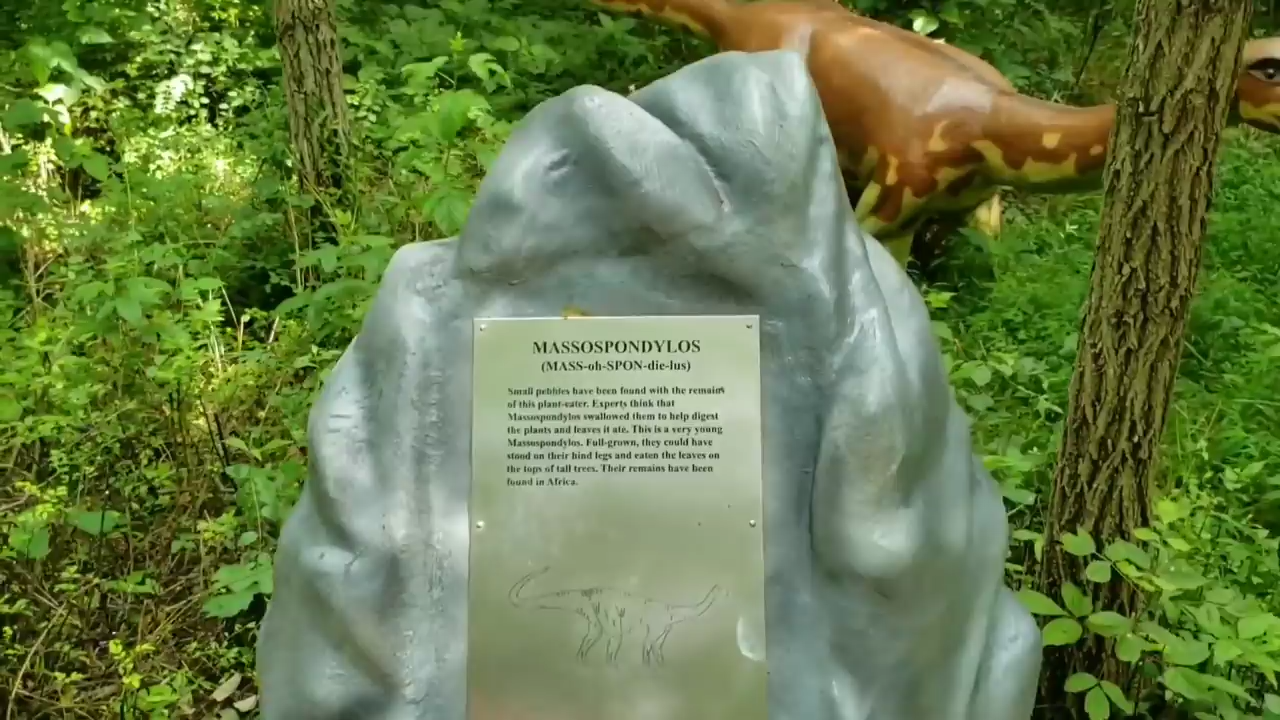 MASSOSPONDYLOS
(MASS-oh-SPON-die-lus)
Small pebbles have been found with the remains
of this plant-eater. Experts think that
Massospondylos swallowed them to help digest
the plants and leaves it ate. This is a very young
Massospondylos. Full-grown, they could have
stood on their hind legs and eaten the leaves on
the tops of tall trees. Their remains have been
found in Africa.